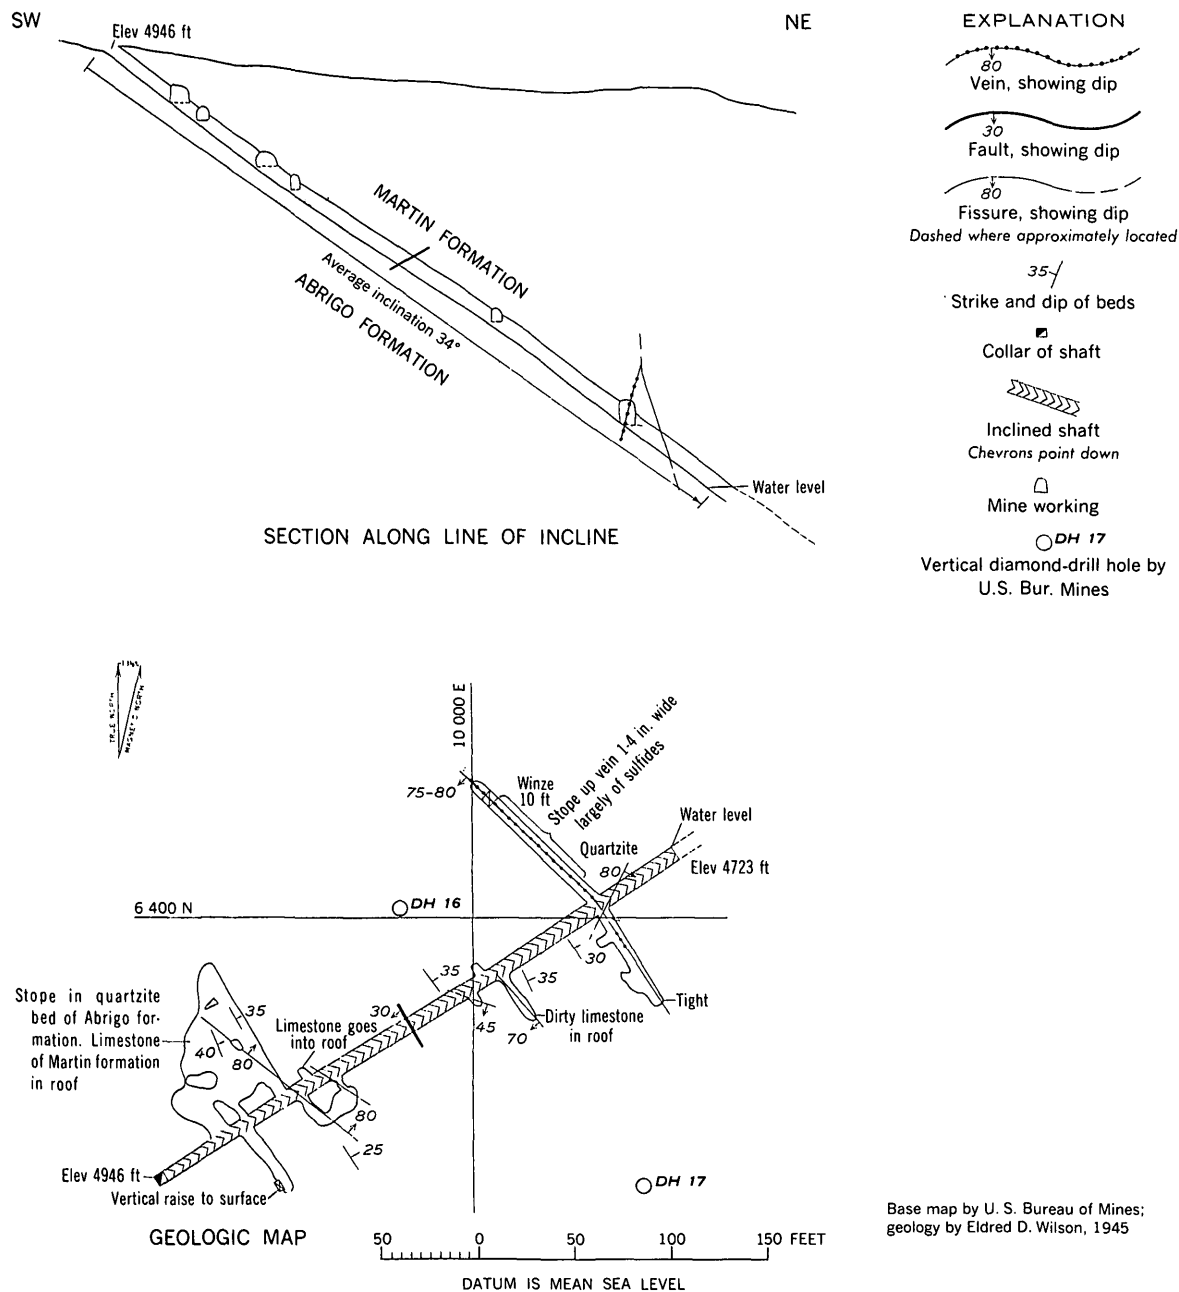 SW
NE
Elev 4946 ft
MARTIN FORMATION
Average inclination 34°
ABRIGO FORMATION
Water level
SECTION ALONG LINE OF INCLINE
EXPLANATION
80
Vein, showing dip
30
Fault, showing dip
80
Fissure, showing dip
Dashed where approximately located
35
Strike and dip of beds
Collar of shaft
Inclined shaft
Chevrons point down
Mine working
DH 17
Vertical diamond-drill hole by
U.S. Bur. Mines
TRUE NORTH
MAGNETIC NORTH
10 000 E
75-80
Winze
10 ft
Stope up vein 1-4 in. wide
largely of sulfides
Water level
Quartzite
80
Elev 4723 ft
6 400 N
DH 16
30
35
35
Tight
Stope in quartzite
bed of Abrigo for-
mation. Limestone
of Martin formation
in roof
35
30
45
Dirty limestone
in roof
70
Limestone goes
into roof
40
80
80
25
Elev 4946 ft
Vertical raise to surface
DH 17
GEOLOGIC MAP
50 0 50 100 150 FEET
DATUM IS MEAN SEA LEVEL
Base map by U. S. Bureau of Mines;
geology by Eldred D. Wilson, 1945